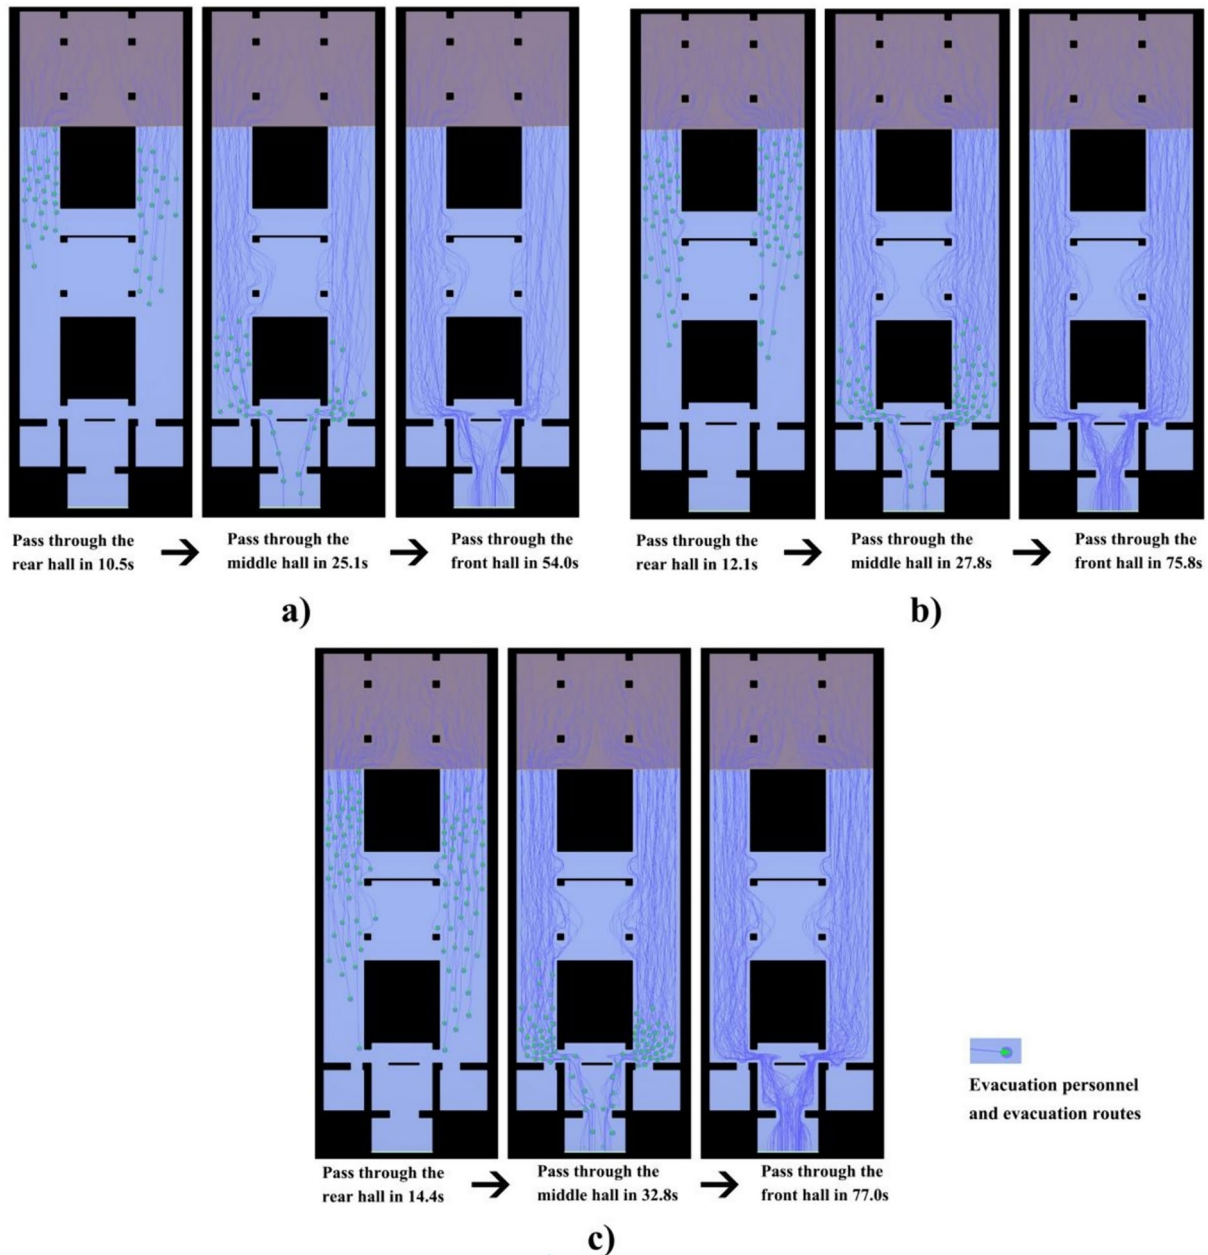 Pass through the
rear hall in 10.5s
Pass through the
middle hall in 25.1s
Pass through the
front hall in 54.0s
a)
Pass through the
rear hall in 12.1s
Pass through the
middle hall in 27.8s
Pass through the
front hall in 75.8s
b)
Pass through the
rear hall in 14.4s
Pass through the
middle hall in 32.8s
Pass through the
front hall in 77.0s
c)
Evacuation personnel
and evacuation routes